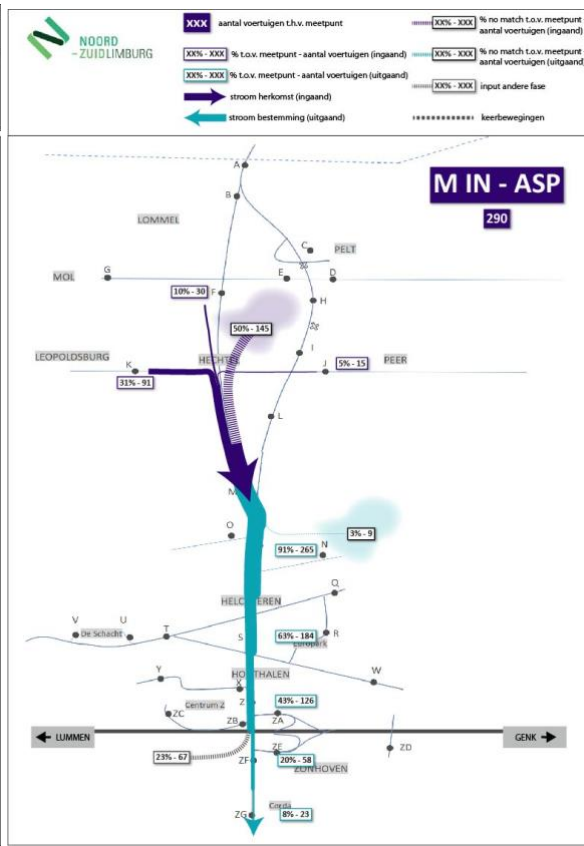 NOORD
-ZUIDLIMBURG
XXX aantal voertuigen t.h.v. meetpunt
XX% - XXX % t.o.v. meetpunt - aantal voertuigen (ingaand)
XX% - XXX % t.o.v. meetpunt - aantal voertuigen (uitgaand)
stroom herkomst (ingaand)
stroom bestemming (uitgaand)
XX% - XXX % no match t.o.v. meetpunt
aantal voertuigen (ingaand)
XX% - XXX % no match t.o.v. meetpunt
aantal voertuigen (uitgaand)
XX% - XXX input andere fase
keerbewegingen
M IN - ASP
290
A
B
LOMMEL
C
PELT
MOL
G
E
D
10% - 30
F
H
50% - 145
I
LEOPOLDSBURG
K
HECHTEL
J
5% - 15
PEER
31% - 91
L
M
O
3% - 9
91% - 265
N
Q
V
U
De Schacht
T
S
63% - 184
R
Europark
Y
X
W
Centrum Z
Z
43% - 126
ZC
ZB
ZA
LUMMEN
GENK
23% - 67
ZE
ZD
ZF
20% - 58
ZONHOVEN
Corda
ZG
8% - 23